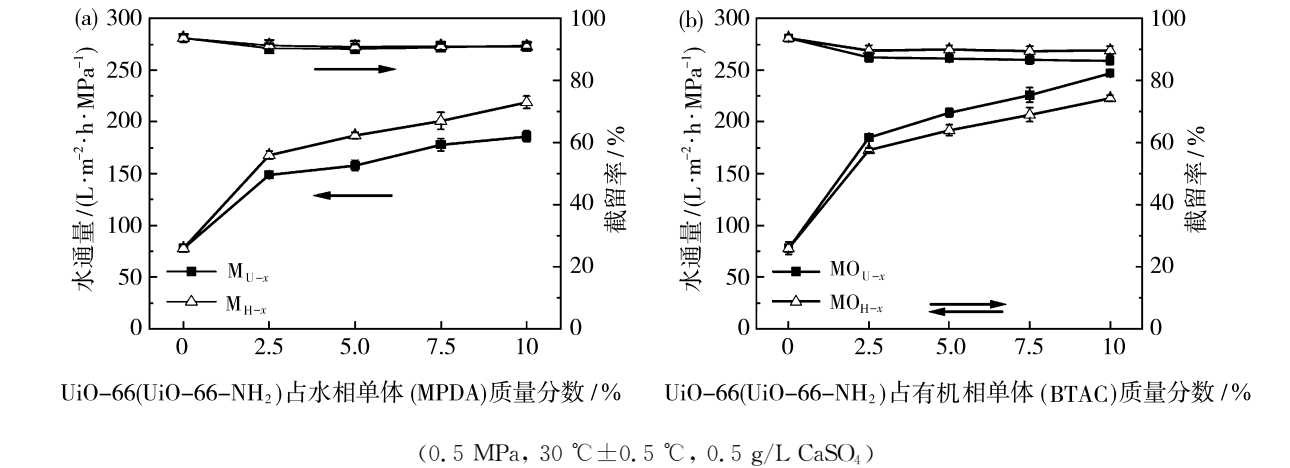 (a)
300
250
200
150
100
50
0
水通量/(L·m⁻²·h·MPa⁻¹)
M_U-x
M_H-x
0 2.5 5.0 7.5 10
100
80
60
40
20
0
截留率/%
UiO-66(UiO-66-NH₂)占水相单体(MPDA)质量分数/%
(b)
300
250
200
150
100
50
0
水通量/(L·m⁻²·h·MPa⁻¹)
MO_U-x
MO_H-x
0 2.5 5.0 7.5 10
100
80
60
40
20
0
截留率/%
UiO-66(UiO-66-NH₂)占有机相单体(BTAC)质量分数/%
(0.5 MPa, 30 ℃±0.5 ℃, 0.5 g/L CaSO₄)